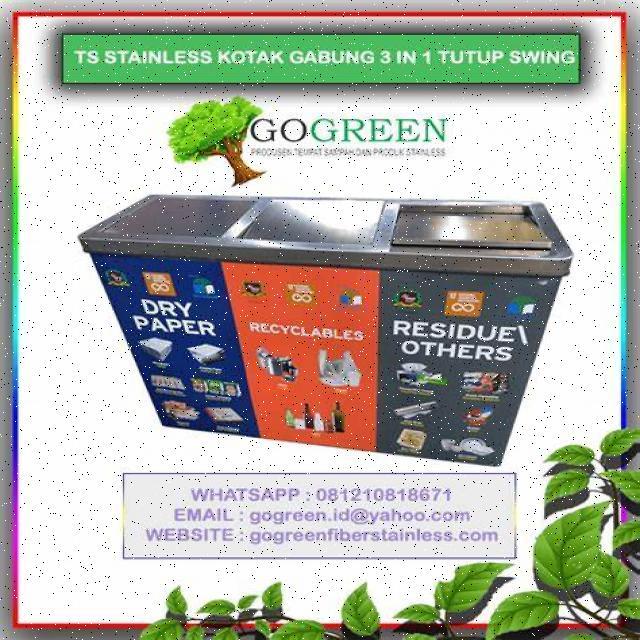 TS STAINLESS KOTAK GABUNG 3 IN 1 TUTUP SWING
GOGREEN
PRODUSEN TEMPAT SAMPAH DAN PRODUK STAINLESS
DRY
PAPER
RECYCLABLES
RESIDUE\
OTHERS
WHATSAPP : 081210818671
EMAIL : gogreen.id@yahoo.com
WEBSITE : gogreenfiberstainless.com